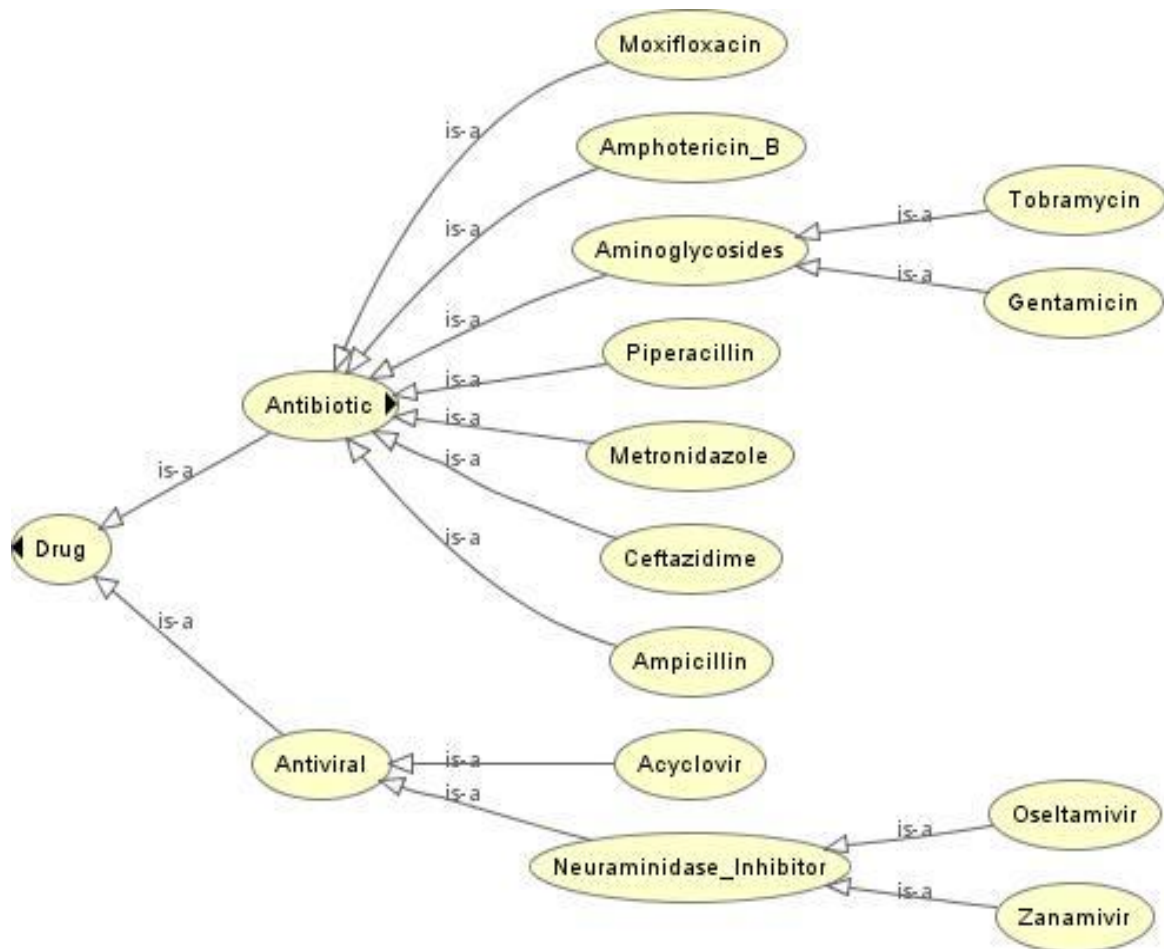 Moxifloxacin
is-a
Amphotericin_B
is-a
Tobramycin
is-a
Aminoglycosides
is-a
Gentamicin
is-a
Piperacillin
is-a
Antibiotic
is-a
Metronidazole
is-a
is-a
Drug
is-a
Ceftazidime
is-a
Ampicillin
Antiviral
is-a
Acyclovir
is-a
Oseltamivir
is-a
Neuraminidase_Inhibitor
is-a
Zanamivir